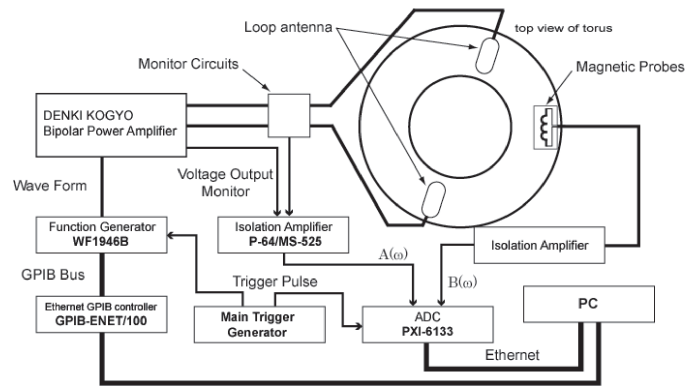 Loop antenna
top view of torus
Monitor Circuits
Magnetic Probes
DENKI KOGYO
Bipolar Power Amplifier
Wave Form
Voltage Output
Monitor
Function Generator
WF1946B
Isolation Amplifier
P-64/MS-525
Isolation Amplifier
A(ω)
B(ω)
GPIB Bus
Trigger Pulse
Ethernet GPIB controller
GPIB-ENET/100
Main Trigger
Generator
ADC
PXI-6133
PC
Ethernet